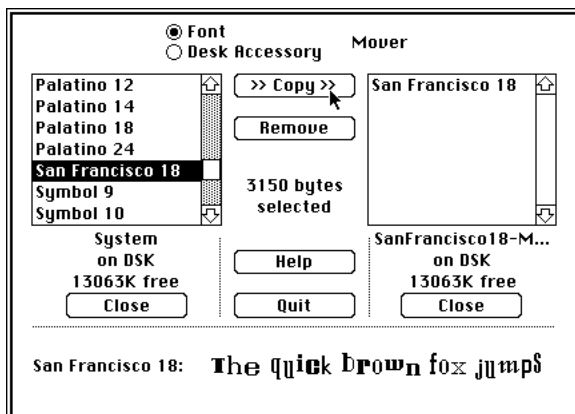 Font
Desk Accessory
Mover
Palatino 12
Palatino 14
Palatino 18
Palatino 24
San Francisco 18
Symbol 9
Symbol 10
>> Copy >>
Remove
3150 bytes
selected
San Francisco 18
System
on DSK
13063K free
Close
Help
Quit
SanFrancisco18-M...
on DSK
13063K free
Close
San Francisco 18: The quick brown fox jumps